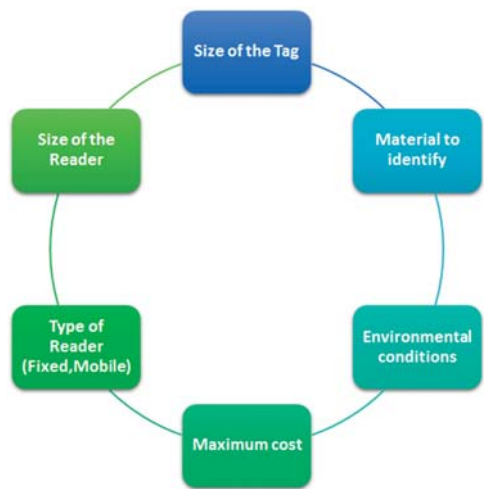 Size of the Tag
Material to
identify
Environmental
conditions
Maximum cost
Type of
Reader
(Fixed,Mobile)
Size of the
Reader